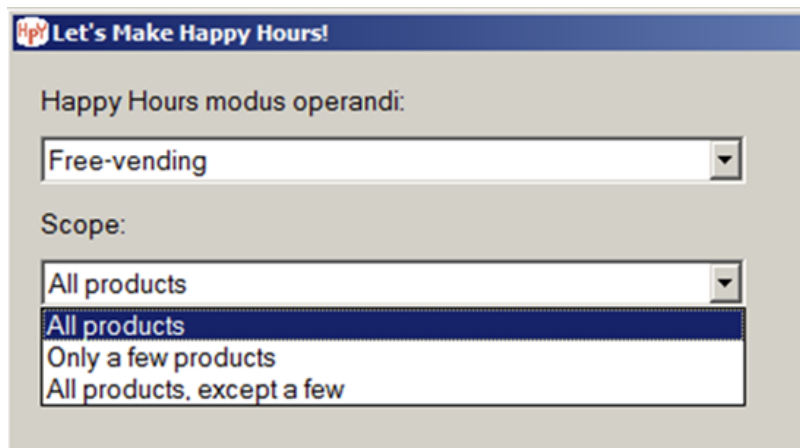 HpY Let's Make Happy Hours!
Happy Hours modus operandi:
Free-vending
Scope:
All products
All products
Only a few products
All products, except a few